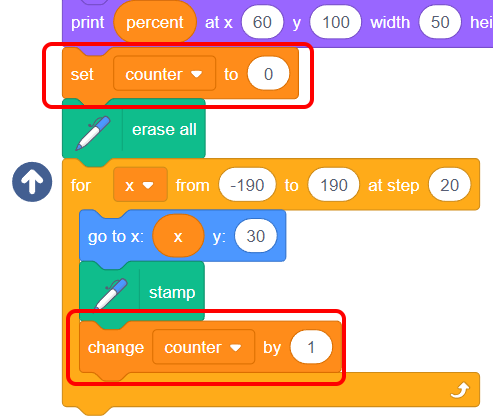 print percent at x 60 y 100 width 50 hei
set counter to 0
erase all
for x from -190 to 190 at step 20
go to x: x y: 30
stamp
change counter by 1